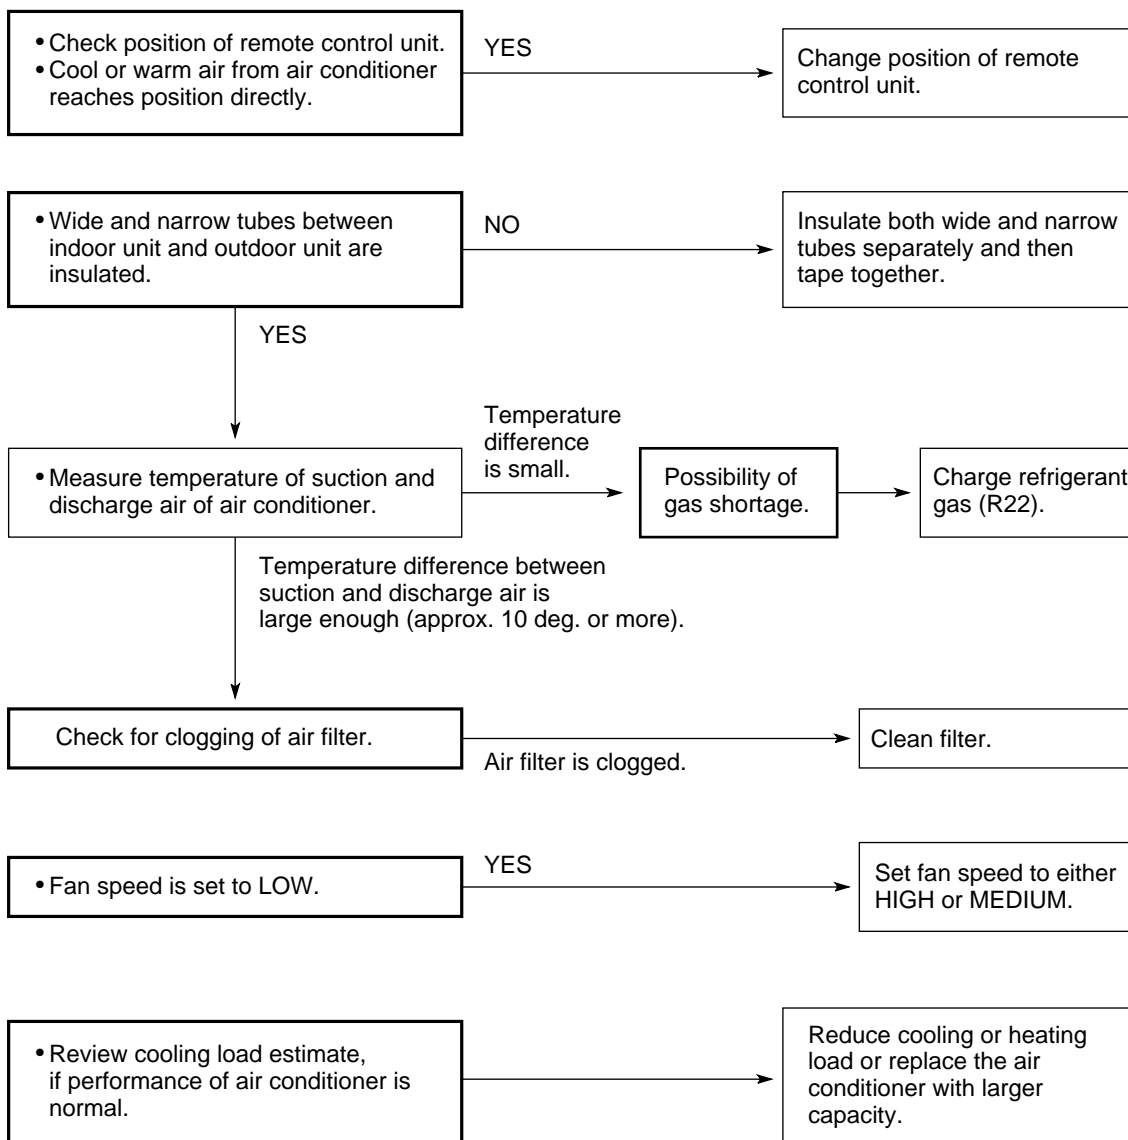 • Check position of remote control unit.
• Cool or warm air from air conditioner
reaches position directly.
YES
Change position of remote
control unit.
• Wide and narrow tubes between
indoor unit and outdoor unit are
insulated.
NO
Insulate both wide and narrow
tubes separately and then
tape together.
YES
• Measure temperature of suction and
discharge air of air conditioner.
Temperature
difference
is small.
Possibility of
gas shortage.
Charge refrigerant
gas (R22).
Temperature difference between
suction and discharge air is
large enough (approx. 10 deg. or more).
Check for clogging of air filter.
Air filter is clogged.
Clean filter.
• Fan speed is set to LOW.
YES
Set fan speed to either
HIGH or MEDIUM.
• Review cooling load estimate,
if performance of air conditioner is
normal.
Reduce cooling or heating
load or replace the air
conditioner with larger
capacity.